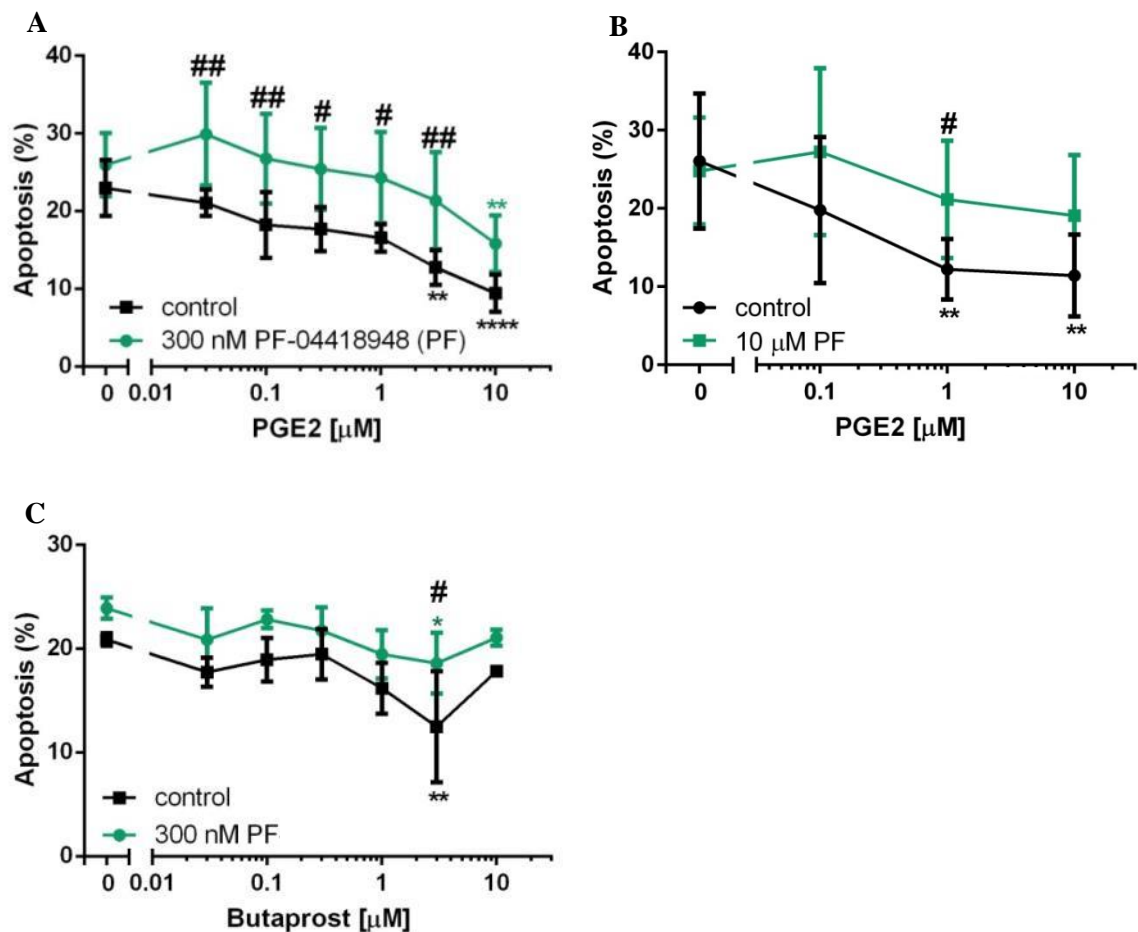 A
Apoptosis (%)
40
30
20
10
0
## ## # # ##
**
**
****
control
300 nM PF-04418948 (PF)
0 0.01 0.1 1 10
PGE2 [μM]
B
Apoptosis (%)
40
30
20
10
0
#
** **
control
10 μM PF
0 0.1 1 10
PGE2 [μM]
C
Apoptosis (%)
30
20
10
0
#
*
**
control
300 nM PF
0 0.01 0.1 1 10
Butaprost [μM]